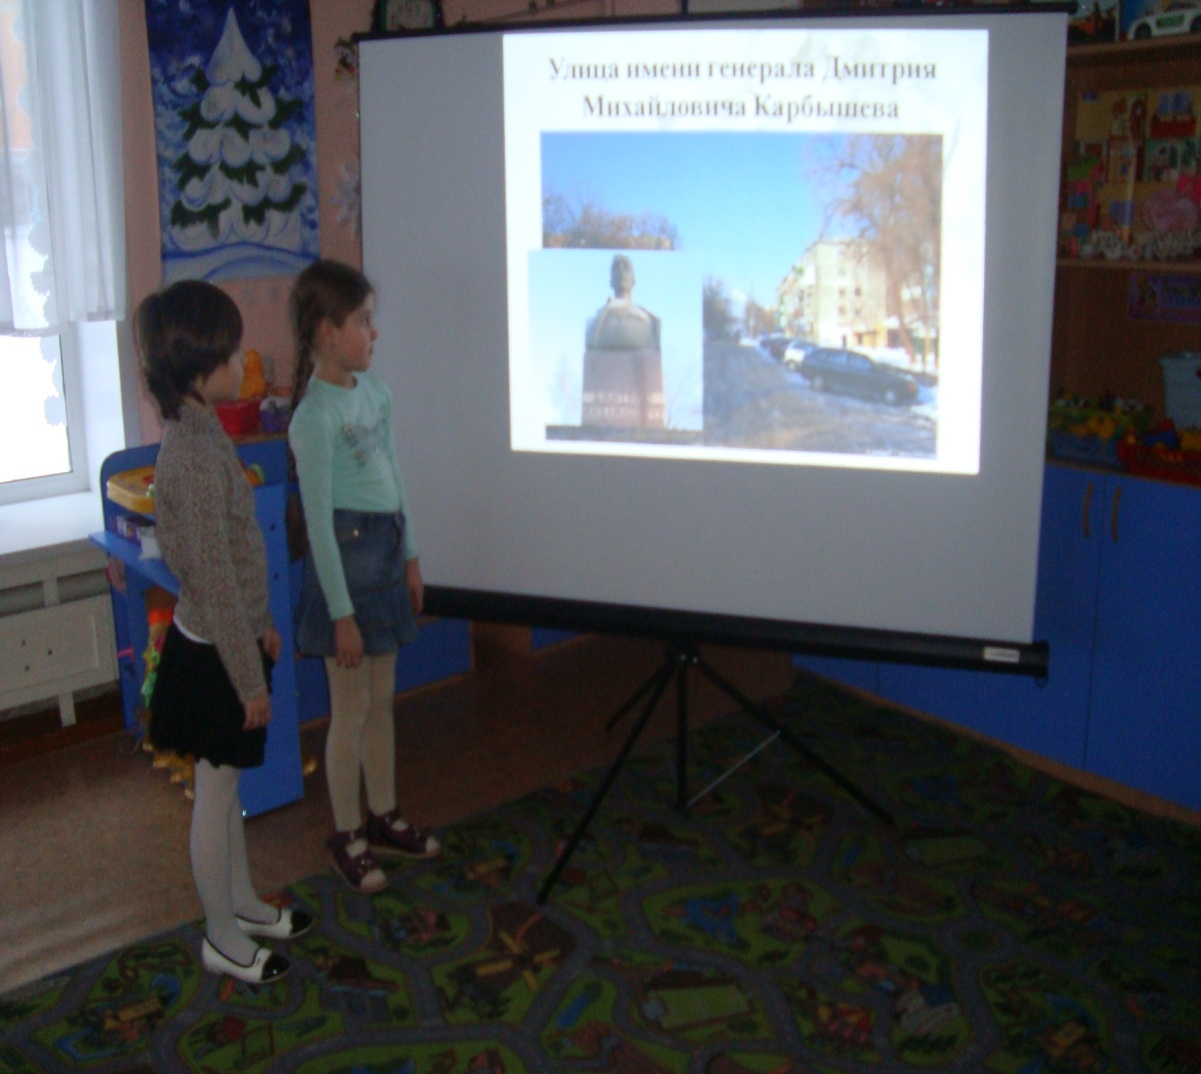 Улица имени генерала Дмитрия
Михайловича Карбышева